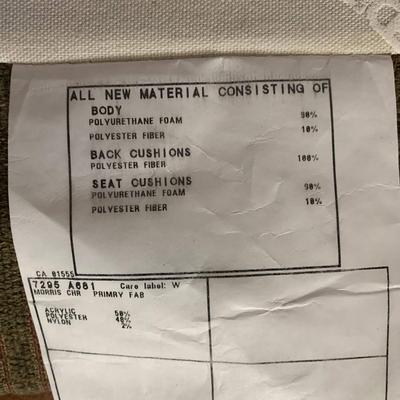 ALL NEW MATERIAL CONSISTING OF
BODY
POLYURETHANE FOAM 90%
POLYESTER FIBER 10%
BACK CUSHIONS
POLYESTER FIBER 100%
SEAT CUSHIONS
POLYURETHANE FOAM 90%
POLYESTER FIBER 10%
CA 01555
7295 A681 Care label: W
MORRIS CHR PRIMRY FAB
ACRYLIC 50%
POLYESTER 48%
NYLON 2%